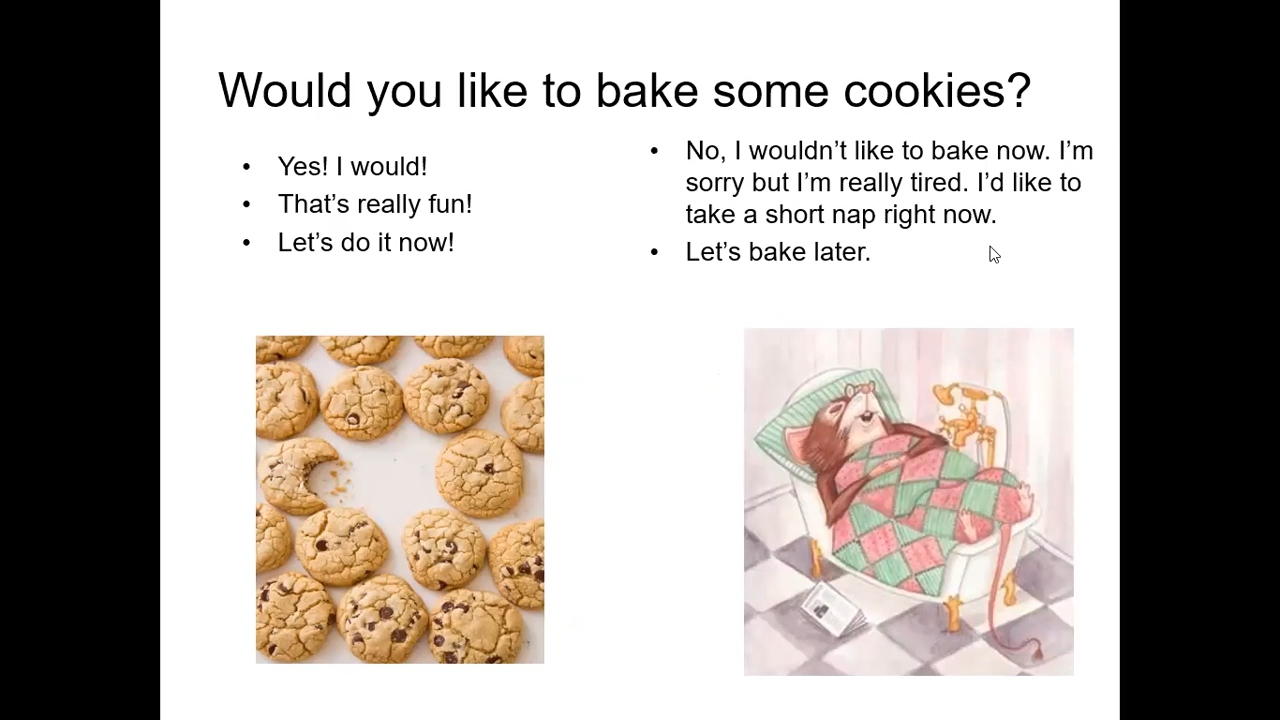 Would you like to bake some cookies?
• Yes! I would!
• That's really fun!
• Let's do it now!
• No, I wouldn't like to bake now. I'm
sorry but I'm really tired. I'd like to
take a short nap right now.
• Let's bake later.